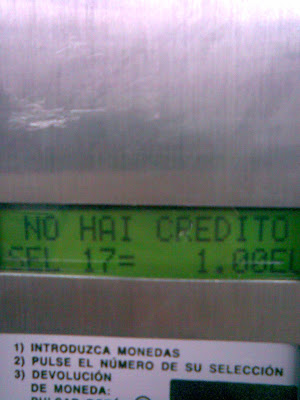 NO HAI CREDITO
SEL 17= 1.00E
1) INTRODUZCA MONEDAS
2) PULSE EL NÚMERO DE SU SELECCIÓN
3) DEVOLUCIÓN
DE MONEDA: